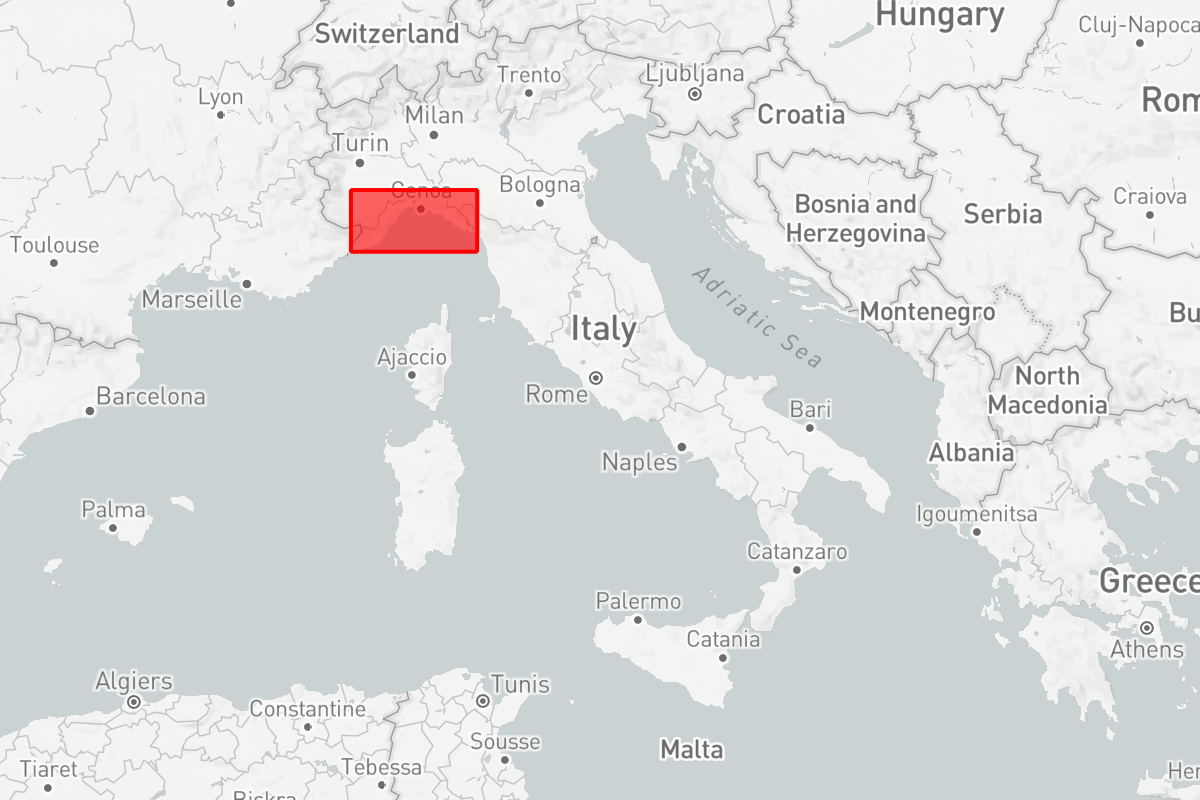 Hungary
Cluj-Napoca
Switzerland
Trento
Ljubljana
Lyon
Milan
Croatia
Rom
Turin
Genoa
Bologna
Bosnia and
Herzegovina
Serbia
Craiova
Toulouse
Marseille
Adriatic Sea
Montenegro
Bu
Italy
Ajaccio
Rome
North
Macedonia
Barcelona
Bari
Naples
Albania
Palma
Igoumenitsa
Catanzaro
Greece
Palermo
Catania
Athens
Algiers
Tunis
Constantine
Sousse
Malta
Tiaret
Tebessa
Her
Biskra